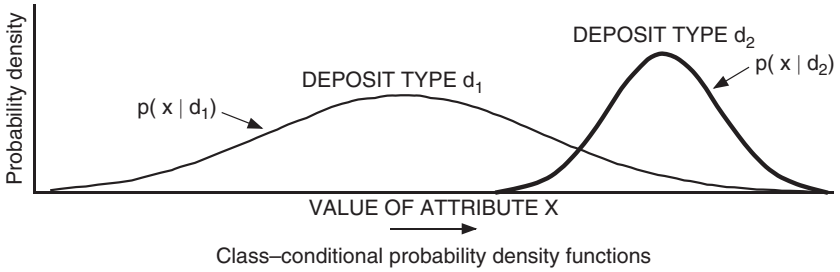 Probability density
DEPOSIT TYPE d₂
p( x | d₂)
DEPOSIT TYPE d₁
p( x | d₁)
VALUE OF ATTRIBUTE X
Class–conditional probability density functions